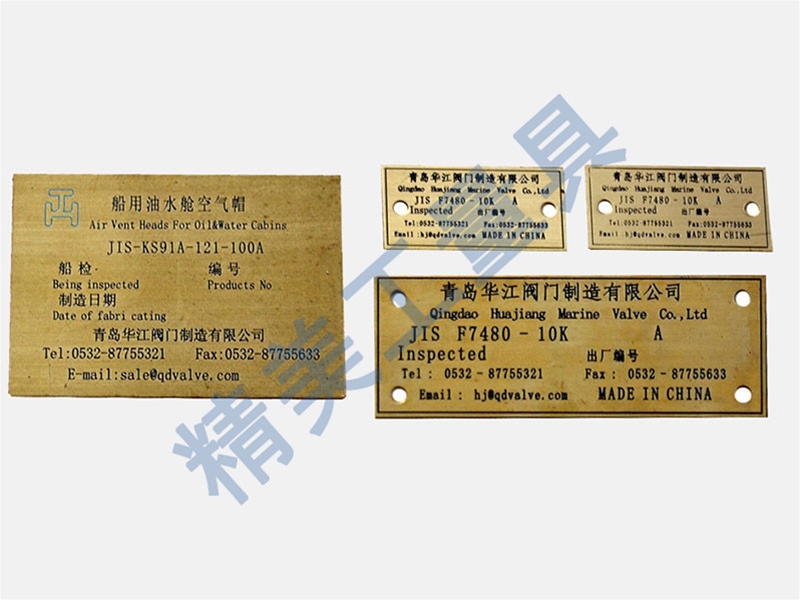 船用油水舱空气帽
Air Vent Heads For Oil&Water Cabins
JIS-KS91A-121-100A
船检 编号
Being inspected Products No
制造日期
Date of fabri cating
青岛华江阀门制造有限公司
Tel:0532-87755321 Fax:0532-87755633
E-mail:sale@qdvalve.com
青岛华江阀门制造有限公司
Qingdao Huajiang Marine Valve Co.,Ltd
JIS F7480-10K A
Inspected 出厂编号
Tel:0532-87755321 Fax:0532-87755633
Email:hj@qdvalve.com MADE IN CHINA
青岛华江阀门制造有限公司
Qingdao Huajiang Marine Valve Co.,Ltd
JIS F7480-10K A
Inspected 出厂编号
Tel:0532-87755321 Fax:0532-87755633
Email:hj@qdvalve.com MADE IN CHINA
青岛华江阀门制造有限公司
Qingdao Huajiang Marine Valve Co.,Ltd
JIS F7480-10K A
Inspected 出厂编号
Tel: 0532-87755321 Fax: 0532-87755633
Email: hj@qdvalve.com MADE IN CHINA
精美工量具